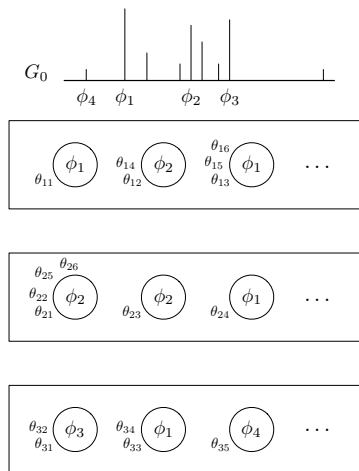 G₀
ϕ₄ ϕ₁ ϕ₂ ϕ₃
θ₁₆
θ₁₄ θ₁₅
ϕ₁ ϕ₂ ϕ₁ ...
θ₁₁ θ₁₂ θ₁₃
θ₂₆
θ₂₅
θ₂₂ ϕ₂ ϕ₂ ϕ₁ ...
θ₂₁ θ₂₃ θ₂₄
θ₃₂ θ₃₄
ϕ₃ ϕ₁ ϕ₄ ...
θ₃₁ θ₃₃ θ₃₅